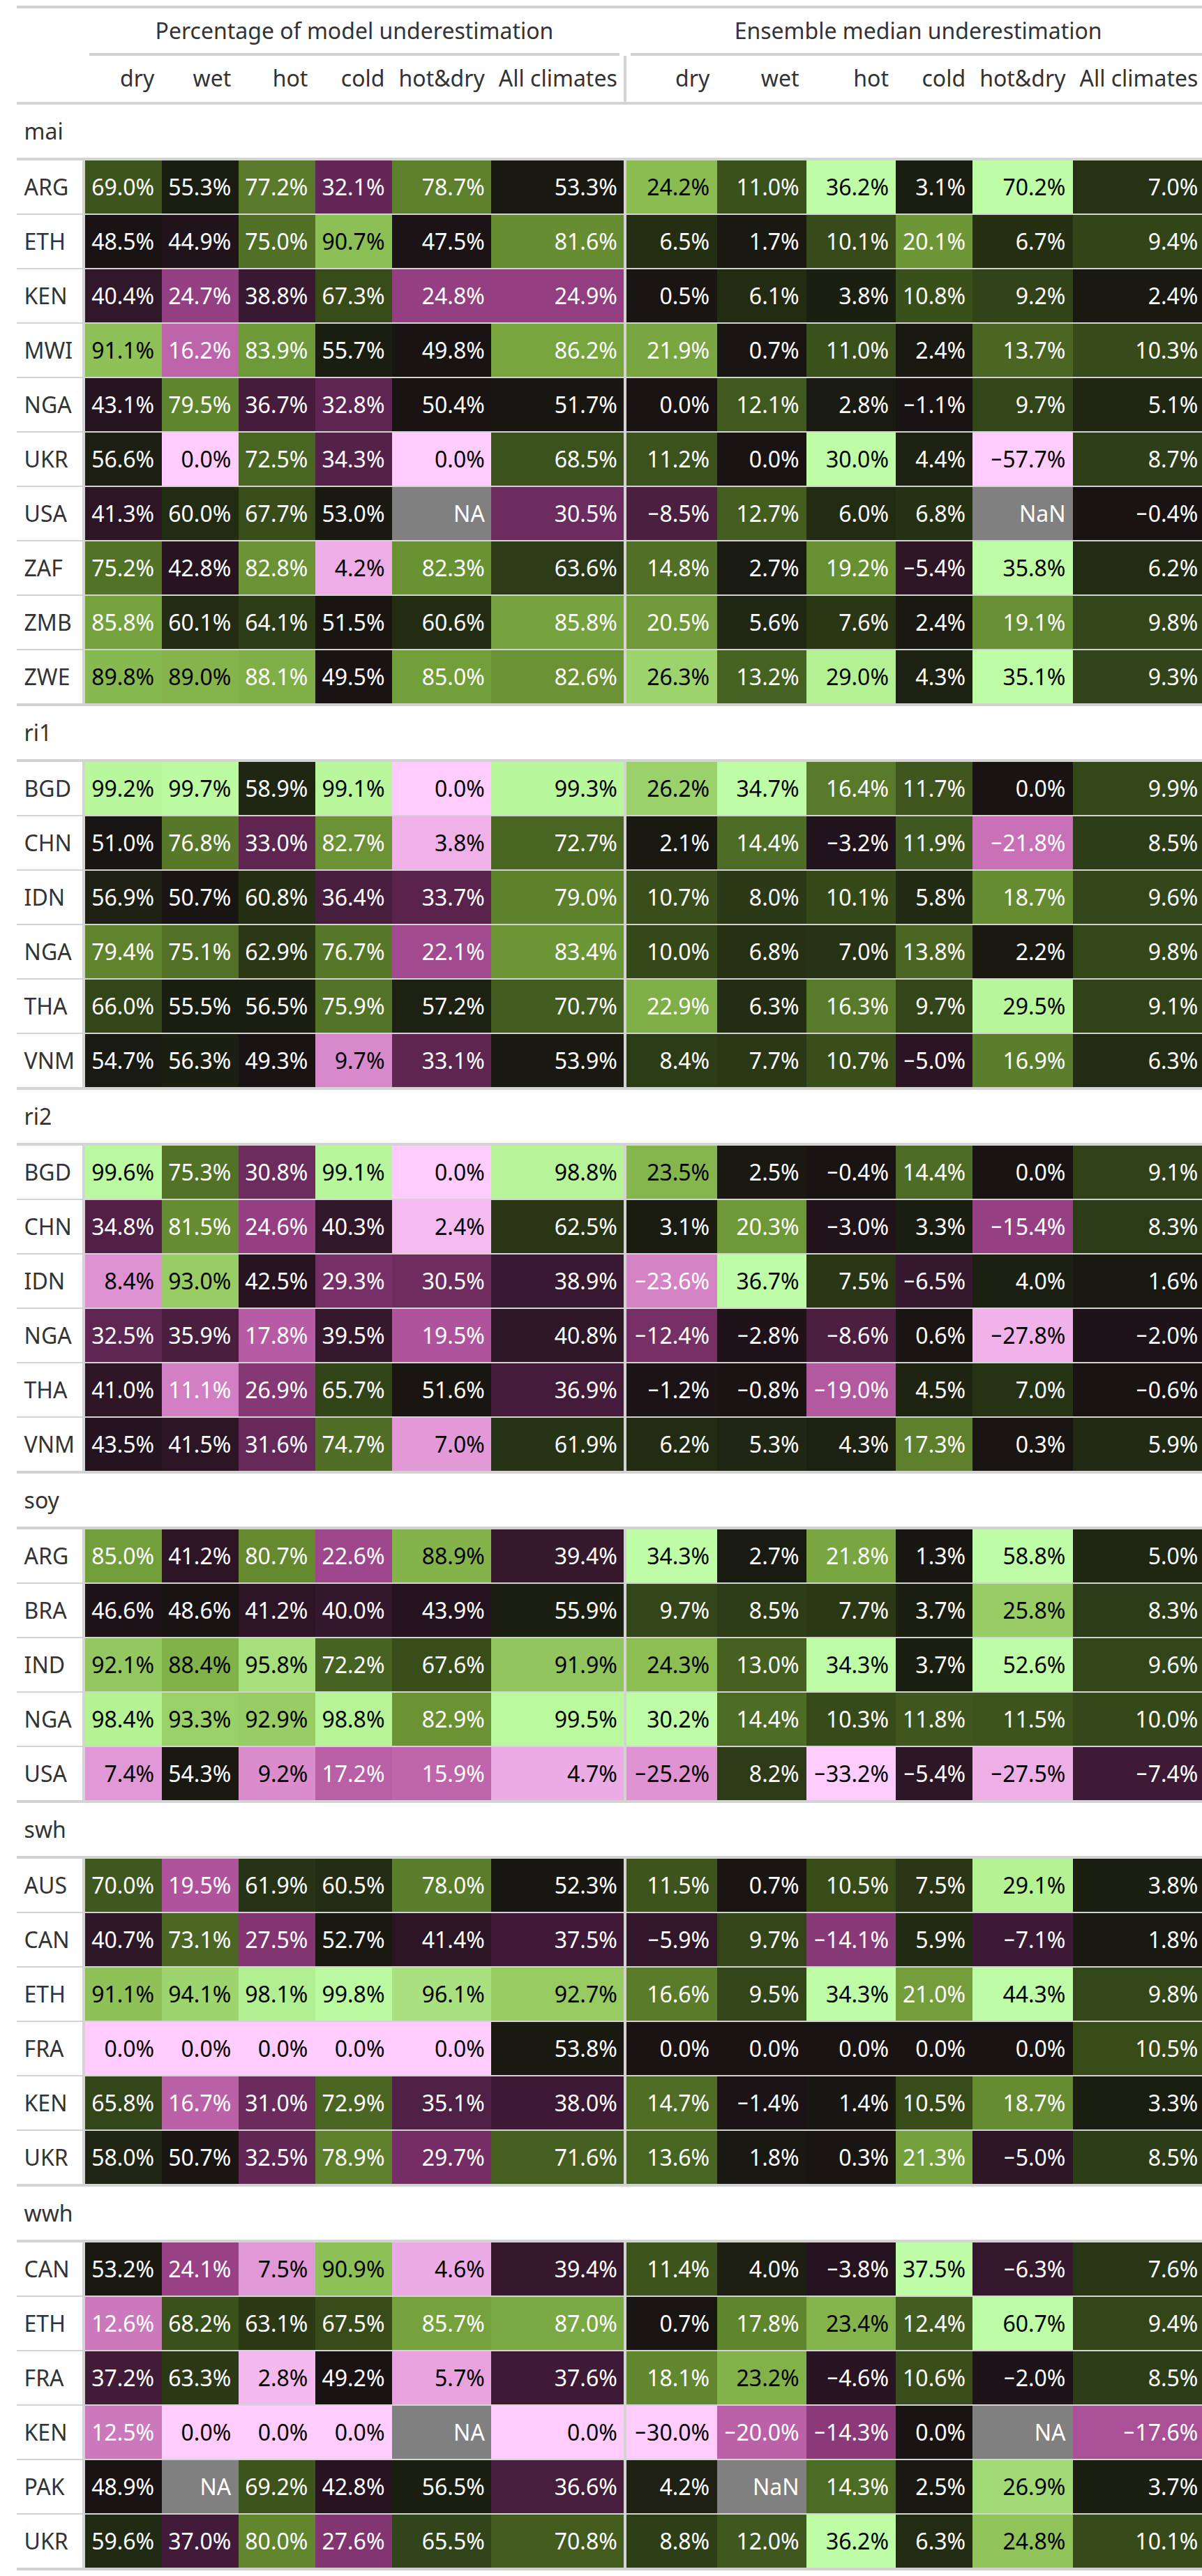 Percentage of model underestimation Ensemble median underestimation
dry wet hot cold hot&dry All climates dry wet hot cold hot&dry All climates
mai
ARG 69.0% 55.3% 77.2% 32.1% 78.7% 53.3% 24.2% 11.0% 36.2% 3.1% 70.2% 7.0%
ETH 48.5% 44.9% 75.0% 90.7% 47.5% 81.6% 6.5% 1.7% 10.1% 20.1% 6.7% 9.4%
KEN 40.4% 24.7% 38.8% 67.3% 24.8% 24.9% 0.5% 6.1% 3.8% 10.8% 9.2% 2.4%
MWI 91.1% 16.2% 83.9% 55.7% 49.8% 86.2% 21.9% 0.7% 11.0% 2.4% 13.7% 10.3%
NGA 43.1% 79.5% 36.7% 32.8% 50.4% 51.7% 0.0% 12.1% 2.8% −1.1% 9.7% 5.1%
UKR 56.6% 0.0% 72.5% 34.3% 0.0% 68.5% 11.2% 0.0% 30.0% 4.4% −57.7% 8.7%
USA 41.3% 60.0% 67.7% 53.0% NA 30.5% −8.5% 12.7% 6.0% 6.8% NaN −0.4%
ZAF 75.2% 42.8% 82.8% 4.2% 82.3% 63.6% 14.8% 2.7% 19.2% −5.4% 35.8% 6.2%
ZMB 85.8% 60.1% 64.1% 51.5% 60.6% 85.8% 20.5% 5.6% 7.6% 2.4% 19.1% 9.8%
ZWE 89.8% 89.0% 88.1% 49.5% 85.0% 82.6% 26.3% 13.2% 29.0% 4.3% 35.1% 9.3%
ri1
BGD 99.2% 99.7% 58.9% 99.1% 0.0% 99.3% 26.2% 34.7% 16.4% 11.7% 0.0% 9.9%
CHN 51.0% 76.8% 33.0% 82.7% 3.8% 72.7% 2.1% 14.4% −3.2% 11.9% −21.8% 8.5%
IDN 56.9% 50.7% 60.8% 36.4% 33.7% 79.0% 10.7% 8.0% 10.1% 5.8% 18.7% 9.6%
NGA 79.4% 75.1% 62.9% 76.7% 22.1% 83.4% 10.0% 6.8% 7.0% 13.8% 2.2% 9.8%
THA 66.0% 55.5% 56.5% 75.9% 57.2% 70.7% 22.9% 6.3% 16.3% 9.7% 29.5% 9.1%
VNM 54.7% 56.3% 49.3% 9.7% 33.1% 53.9% 8.4% 7.7% 10.7% −5.0% 16.9% 6.3%
ri2
BGD 99.6% 75.3% 30.8% 99.1% 0.0% 98.8% 23.5% 2.5% −0.4% 14.4% 0.0% 9.1%
CHN 34.8% 81.5% 24.6% 40.3% 2.4% 62.5% 3.1% 20.3% −3.0% 3.3% −15.4% 8.3%
IDN 8.4% 93.0% 42.5% 29.3% 30.5% 38.9% −23.6% 36.7% 7.5% −6.5% 4.0% 1.6%
NGA 32.5% 35.9% 17.8% 39.5% 19.5% 40.8% −12.4% −2.8% −8.6% 0.6% −27.8% −2.0%
THA 41.0% 11.1% 26.9% 65.7% 51.6% 36.9% −1.2% −0.8% −19.0% 4.5% 7.0% −0.6%
VNM 43.5% 41.5% 31.6% 74.7% 7.0% 61.9% 6.2% 5.3% 4.3% 17.3% 0.3% 5.9%
soy
ARG 85.0% 41.2% 80.7% 22.6% 88.9% 39.4% 34.3% 2.7% 21.8% 1.3% 58.8% 5.0%
BRA 46.6% 48.6% 41.2% 40.0% 43.9% 55.9% 9.7% 8.5% 7.7% 3.7% 25.8% 8.3%
IND 92.1% 88.4% 95.8% 72.2% 67.6% 91.9% 24.3% 13.0% 34.3% 3.7% 52.6% 9.6%
NGA 98.4% 93.3% 92.9% 98.8% 82.9% 99.5% 30.2% 14.4% 10.3% 11.8% 11.5% 10.0%
USA 7.4% 54.3% 9.2% 17.2% 15.9% 4.7% −25.2% 8.2% −33.2% −5.4% −27.5% −7.4%
swh
AUS 70.0% 19.5% 61.9% 60.5% 78.0% 52.3% 11.5% 0.7% 10.5% 7.5% 29.1% 3.8%
CAN 40.7% 73.1% 27.5% 52.7% 41.4% 37.5% −5.9% 9.7% −14.1% 5.9% −7.1% 1.8%
ETH 91.1% 94.1% 98.1% 99.8% 96.1% 92.7% 16.6% 9.5% 34.3% 21.0% 44.3% 9.8%
FRA 0.0% 0.0% 0.0% 0.0% 0.0% 53.8% 0.0% 0.0% 0.0% 0.0% 0.0% 10.5%
KEN 65.8% 16.7% 31.0% 72.9% 35.1% 38.0% 14.7% −1.4% 1.4% 10.5% 18.7% 3.3%
UKR 58.0% 50.7% 32.5% 78.9% 29.7% 71.6% 13.6% 1.8% 0.3% 21.3% −5.0% 8.5%
wwh
CAN 53.2% 24.1% 7.5% 90.9% 4.6% 39.4% 11.4% 4.0% −3.8% 37.5% −6.3% 7.6%
ETH 12.6% 68.2% 63.1% 67.5% 85.7% 87.0% 0.7% 17.8% 23.4% 12.4% 60.7% 9.4%
FRA 37.2% 63.3% 2.8% 49.2% 5.7% 37.6% 18.1% 23.2% −4.6% 10.6% −2.0% 8.5%
KEN 12.5% 0.0% 0.0% 0.0% NA 0.0% −30.0% −20.0% −14.3% 0.0% NA −17.6%
PAK 48.9% NA 69.2% 42.8% 56.5% 36.6% 4.2% NaN 14.3% 2.5% 26.9% 3.7%
UKR 59.6% 37.0% 80.0% 27.6% 65.5% 70.8% 8.8% 12.0% 36.2% 6.3% 24.8% 10.1%